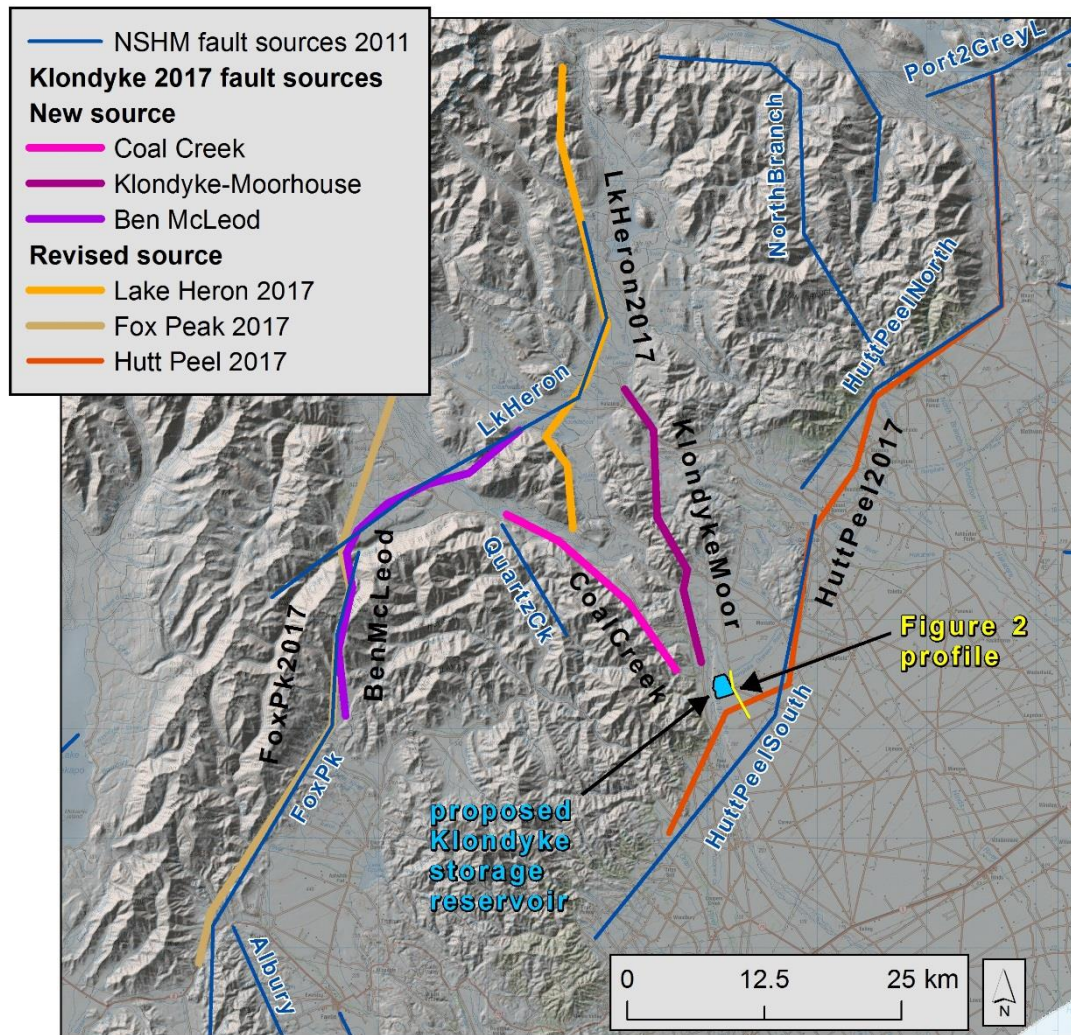 NSHM fault sources 2011
Klondyke 2017 fault sources
New source
Coal Creek
Klondyke-Moorhouse
Ben McLeod
Revised source
Lake Heron 2017
Fox Peak 2017
Hutt Peel 2017
Port2GreyL
NorthBranch
LkHeron2017
HuttPeelNorth
LkHeron
KlondykeMoor
HuttPeel2017
QuartzCk
CoalCreek
BenMcLeod
FoxPk2017
FoxPk
Figure 2
profile
HuttPeelSouth
proposed
Klondyke
storage
reservoir
Albury
0
12.5
25 km
N